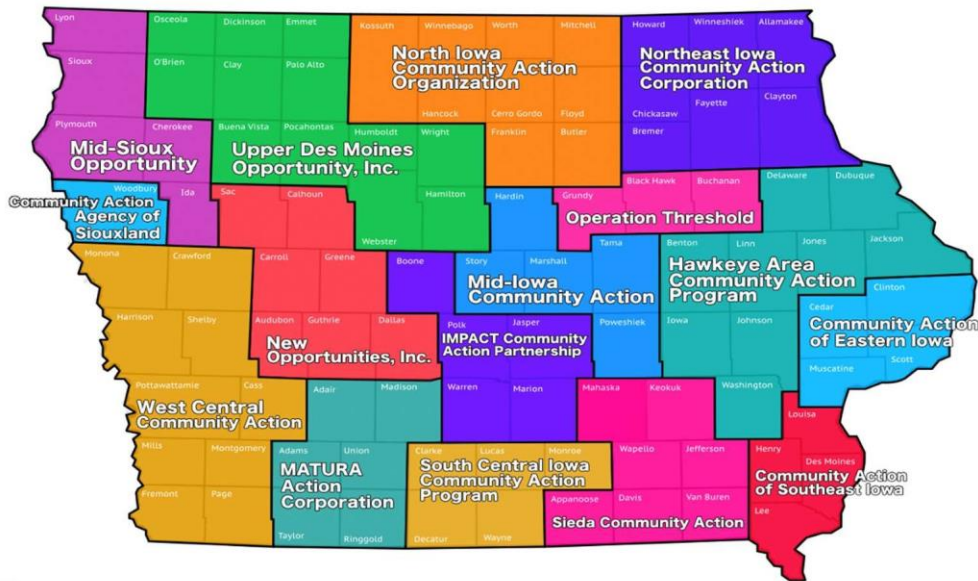 Lyon
Osceola
Dickinson
Emmet
Kossuth
Winnebago
Worth
Mitchell
Howard
Winneshiek
Allamakee
Sioux
O'Brien
Clay
Palo Alto
North Iowa
Community Action
Organization
Northeast Iowa
Community Action
Corporation
Hancock
Cerro Gordo
Floyd
Chickasaw
Fayette
Clayton
Plymouth
Cherokee
Buena Vista
Pocahontas
Humboldt
Wright
Franklin
Butler
Bremer
Mid-Sioux
Opportunity
Upper Des Moines
Opportunity, Inc.
Woodbury
Ida
Sac
Calhoun
Webster
Hamilton
Hardin
Grundy
Black Hawk
Buchanan
Delaware
Dubuque
Community Action
Agency of
Siouxland
Operation Threshold
Monona
Crawford
Carroll
Greene
Boone
Story
Marshall
Tama
Benton
Linn
Jones
Jackson
Mid-Iowa
Community Action
Hawkeye Area
Community Action
Program
Clinton
Cedar
Harrison
Shelby
Audubon
Guthrie
Dallas
Polk
Jasper
Poweshiek
Iowa
Johnson
New
Opportunities, Inc.
IMPACT Community
Action Partnership
Community Action
of Eastern Iowa
Scott
Muscatine
Pottawattamie
Cass
Adair
Madison
Warren
Marion
Mahaska
Keokuk
Washington
Louisa
West Central
Community Action
Mills
Montgomery
Adams
Union
Clarke
Lucas
Monroe
Wapello
Jefferson
Henry
Des Moines
MATURA
Action
Corporation
South Central Iowa
Community Action
Program
Community Action
of Southeast Iowa
Fremont
Page
Taylor
Ringgold
Decatur
Wayne
Appanoose
Davis
Van Buren
Lee
Sieda Community Action